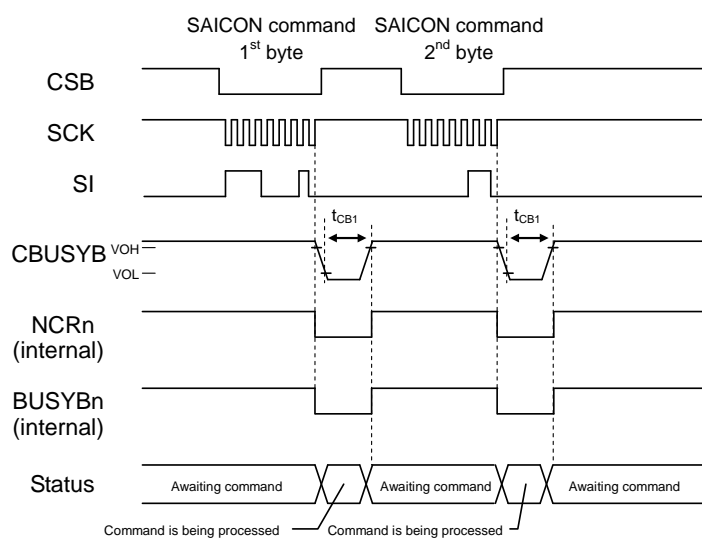 SAICON command
1st byte
SAICON command
2nd byte
CSB
SCK
SI
tCB1
tCB1
CBUSYB
VOH
VOL
NCRn
(internal)
BUSYBn
(internal)
Status
Awaiting command
Awaiting command
Awaiting command
Command is being processed
Command is being processed